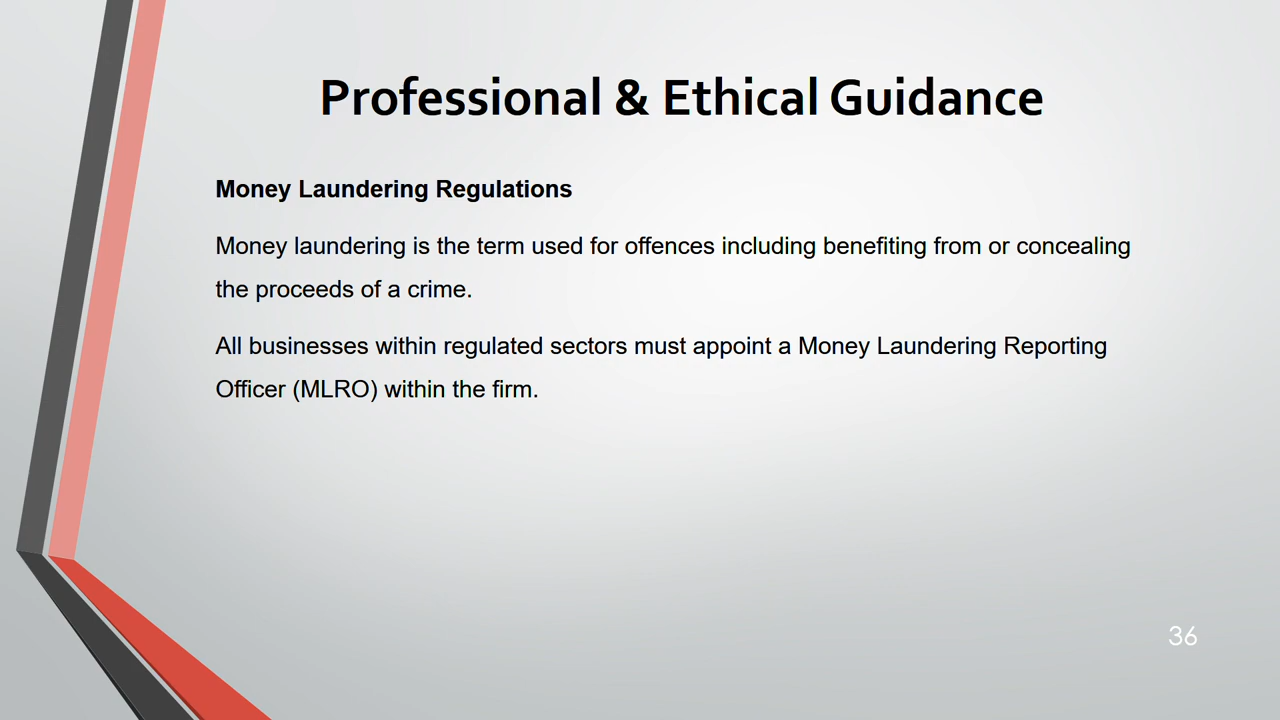 Professional & Ethical Guidance
Money Laundering Regulations
Money laundering is the term used for offences including benefiting from or concealing
the proceeds of a crime.
All businesses within regulated sectors must appoint a Money Laundering Reporting
Officer (MLRO) within the firm.
36